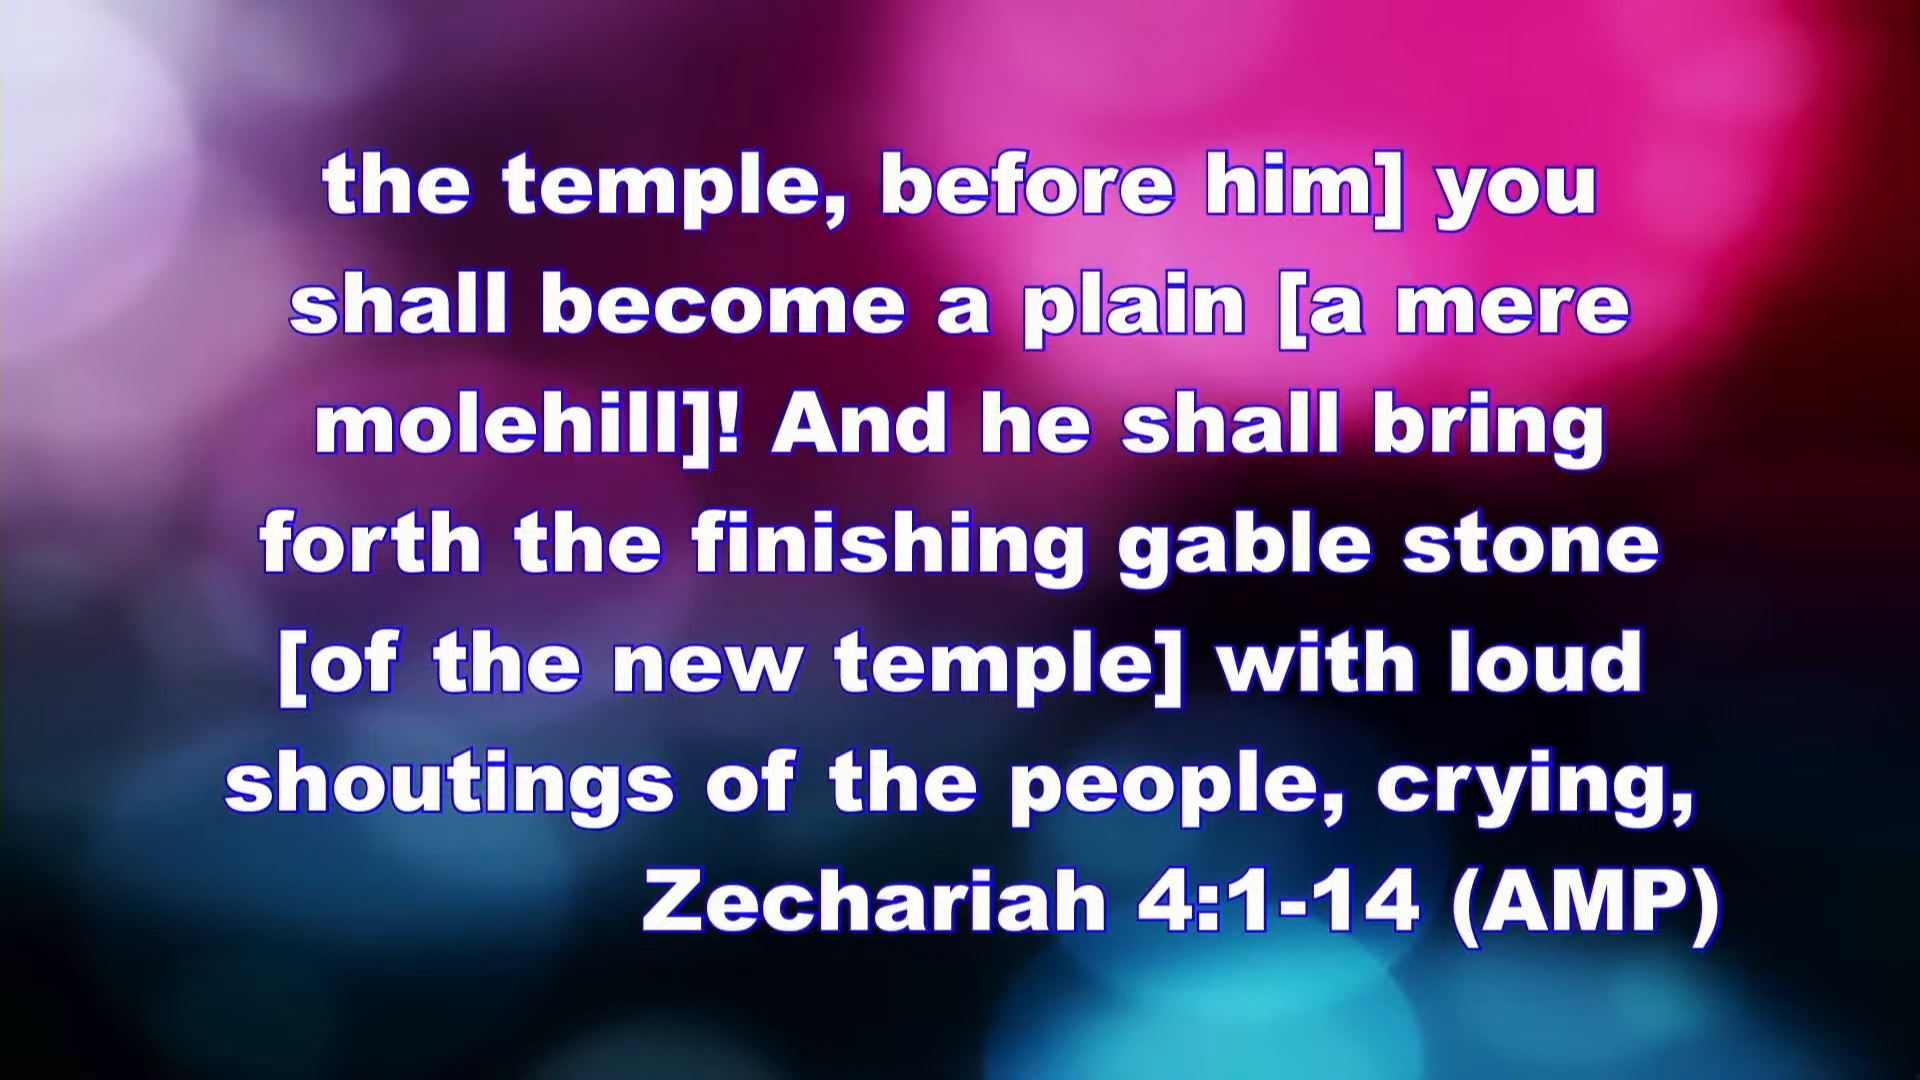 the temple, before him] you
shall become a plain [a mere
molehill]! And he shall bring
forth the finishing gable stone
[of the new temple] with loud
shoutings of the people, crying,
Zechariah 4:1-14 (AMP)